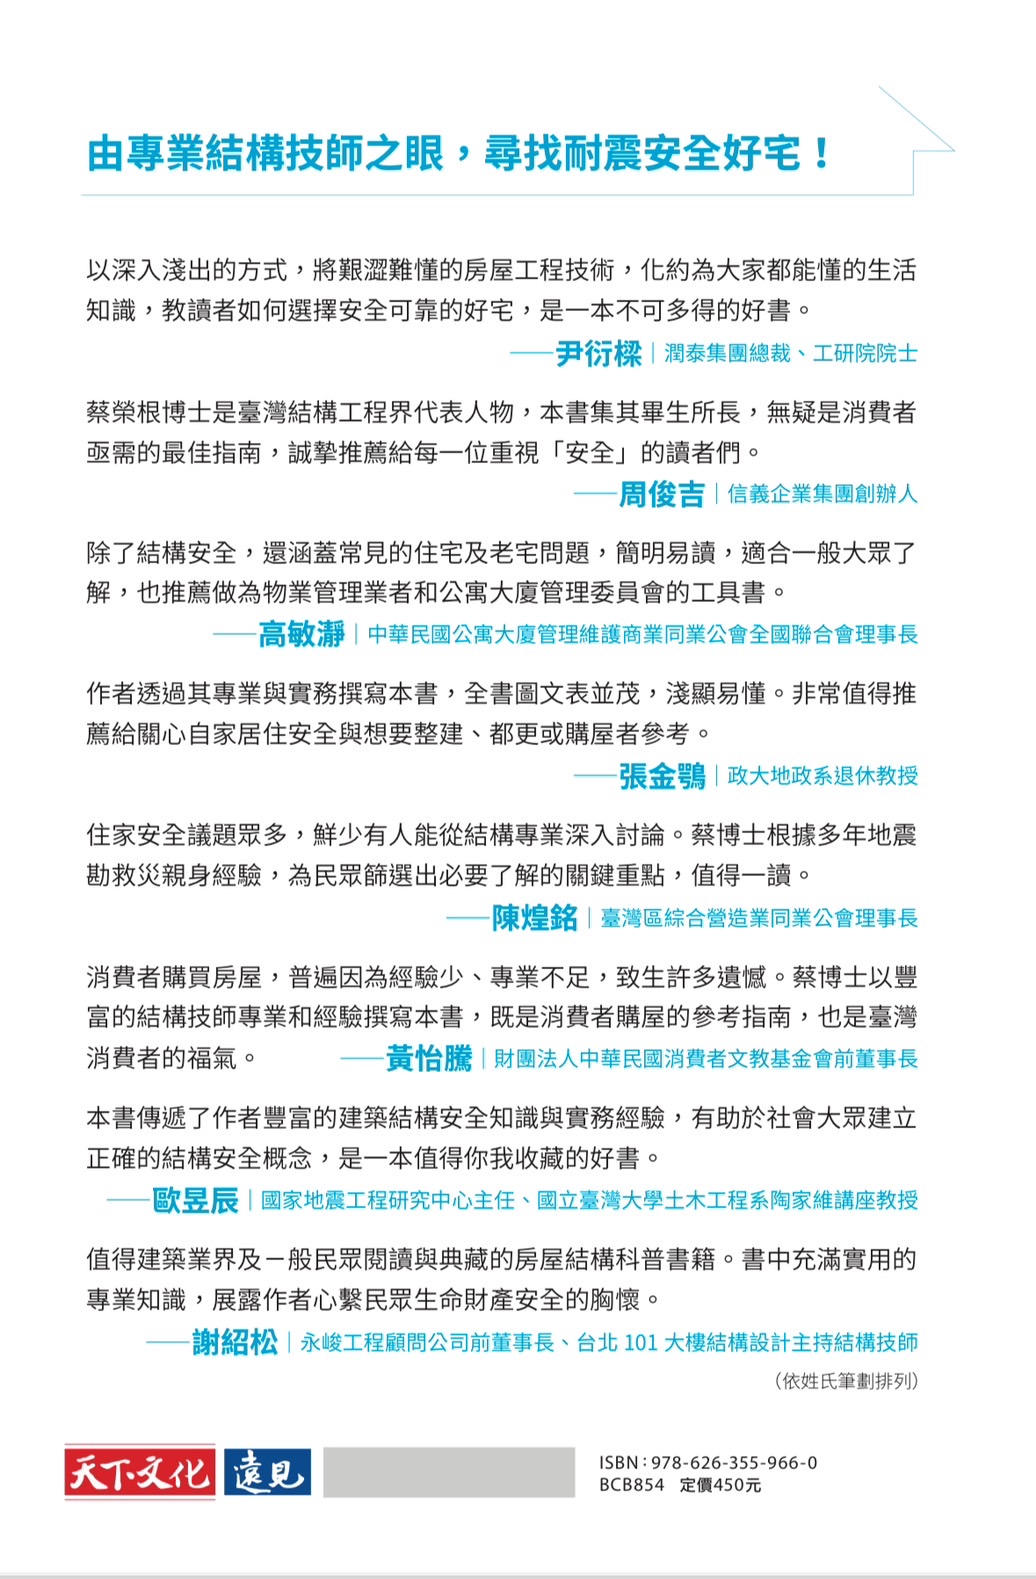 由專業結構技師之眼，尋找耐震安全好宅！
以深入淺出的方式，將艱澀難懂的房屋工程技術，化約為大家都能懂的生活
知識，教讀者如何選擇安全可靠的好宅，是一本不可多得的好書。
——尹衍樑｜潤泰集團總裁、工研院院士
蔡榮根博士是臺灣結構工程界代表人物，本書集其畢生所長，無疑是消費者
亟需的最佳指南，誠摯推薦給每一位重視「安全」的讀者們。
——周俊吉｜信義企業集團創辦人
除了結構安全，還涵蓋常見的住宅及老宅問題，簡明易讀，適合一般大眾了
解，也推薦做為物業管理業者和公寓大廈管理委員會的工具書。
——高敏瀞｜中華民國公寓大廈管理維護商業同業公會全國聯合會理事長
作者透過其專業與實務撰寫本書，全書圖文表並茂，淺顯易懂。非常值得推
薦給關心自家居住安全與想要整建、都更或購屋者參考。
——張金鶚｜政大地政系退休教授
住家安全議題眾多，鮮少有人能從結構專業深入討論。蔡博士根據多年地震
勘救災親身經驗，為民眾篩選出必要了解的關鍵重點，值得一讀。
——陳煌銘｜臺灣區綜合營造業同業公會理事長
消費者購買房屋，普遍因為經驗少、專業不足，致生許多遺憾。蔡博士以豐
富的結構技師專業和經驗撰寫本書，既是消費者購屋的參考指南，也是臺灣
消費者的福氣。 ——黃怡騰｜財團法人中華民國消費者文教基金會前董事長
本書傳遞了作者豐富的建築結構安全知識與實務經驗，有助於社會大眾建立
正確的結構安全概念，是一本值得你我收藏的好書。
——歐昱辰｜國家地震工程研究中心主任、國立臺灣大學土木工程系陶家維講座教授
值得建築業界及一般民眾閱讀與典藏的房屋結構科普書籍。書中充滿實用的
專業知識，展露作者心繫民眾生命財產安全的胸懷。
——謝紹松｜永峻工程顧問公司前董事長、台北 101 大樓結構設計主持結構技師
（依姓氏筆劃排列）
天下文化 遠見
ISBN：978-626-355-966-0
BCB854 定價450元